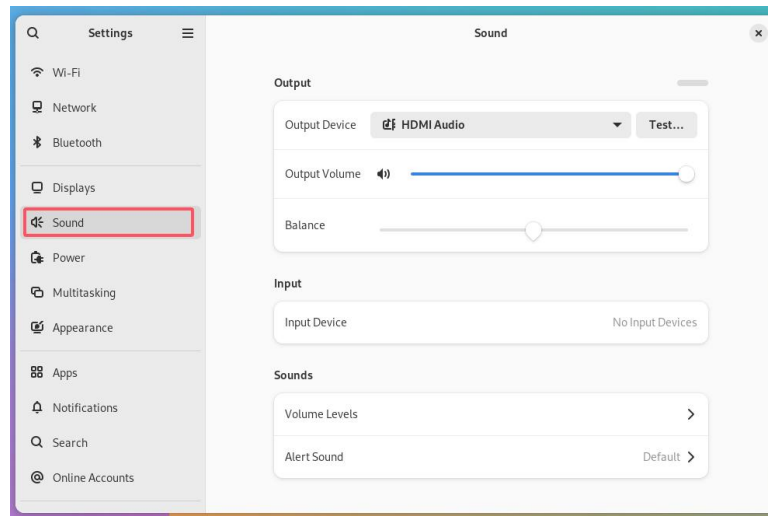 Settings
Sound
Wi-Fi
Network
Bluetooth
Displays
Sound
Power
Multitasking
Appearance
Apps
Notifications
Search
Online Accounts
Output
Output Device HDMI Audio Test...
Output Volume
Balance
Input
Input Device No Input Devices
Sounds
Volume Levels
Alert Sound Default